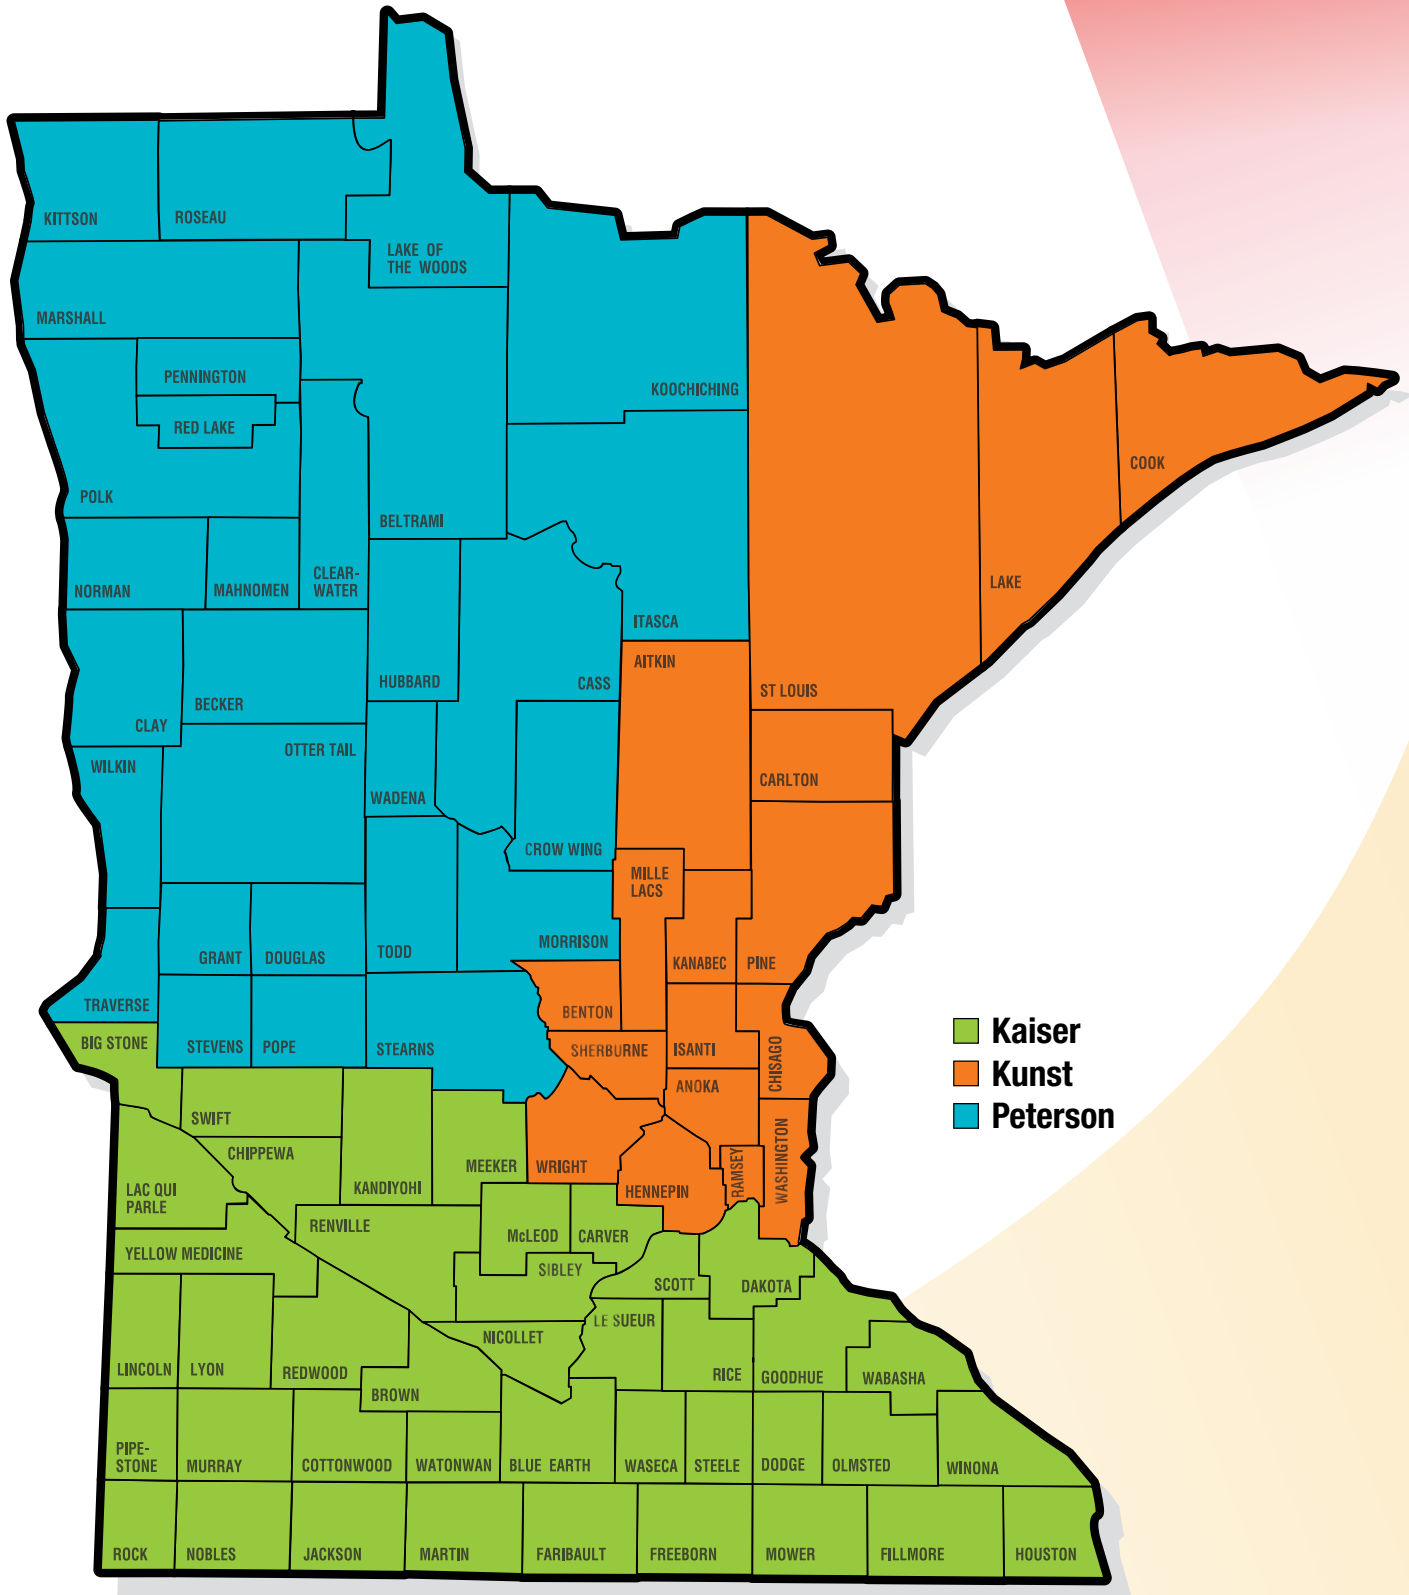 KITTSON
ROSEAU
LAKE OF
THE WOODS
MARSHALL
PENNINGTON
KOOCHICHING
RED LAKE
COOK
POLK
BELTRAMI
CLEAR-
WATER
NORMAN
MAHNOMEN
LAKE
ITASCA
AITKIN
HUBBARD
CASS
ST LOUIS
BECKER
CLAY
OTTER TAIL
WILKIN
CARLTON
WADENA
CROW WING
MILLE
LACS
MORRISON
TODD
GRANT
DOUGLAS
KANABEC
PINE
TRAVERSE
BENTON
BIG STONE
STEVENS
POPE
STEARNS
SHERBURNE
ISANTI
CHISAGO
ANOKA
SWIFT
CHIPPEWA
MEEKER
WRIGHT
RAMSEY
WASHINGTON
LAC QUI
PARLE
KANDIYOHI
HENNEPIN
RENVILLE
McLEOD
CARVER
YELLOW MEDICINE
SIBLEY
SCOTT
DAKOTA
LE SUEUR
NICOLLET
LINCOLN
LYON
REDWOOD
RICE
GOODHUE
WABASHA
BROWN
PIPE-
STONE
MURRAY
COTTONWOOD
WATONWAN
BLUE EARTH
WASECA
STEELE
DODGE
OLMSTED
WINONA
ROCK
NOBLES
JACKSON
MARTIN
FARIBAULT
FREEBORN
MOWER
FILLMORE
HOUSTON
Kaiser
Kunst
Peterson